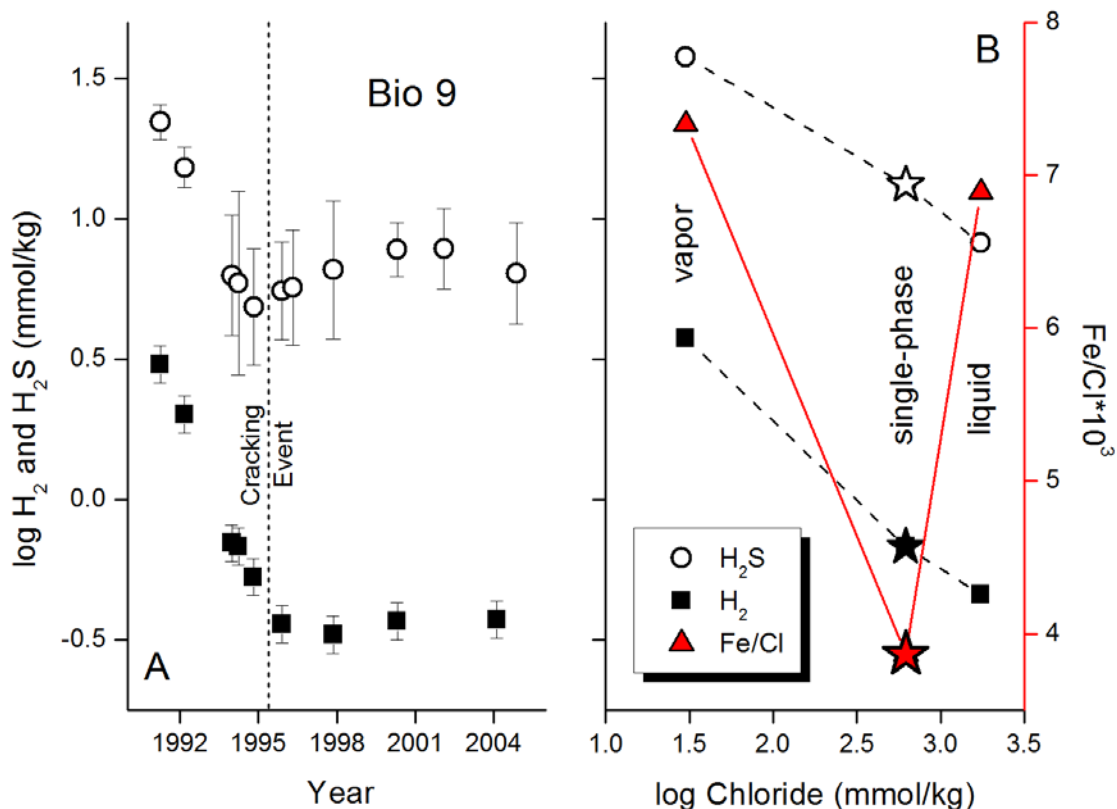 Bio 9
1.5
1.0
0.5
0.0
-0.5
log H₂ and H₂S (mmol/kg)
Cracking
Event
A
1992 1995 1998 2001 2004
Year
B
vapor
single-phase
liquid
H₂S
H₂
Fe/Cl
8
7
6
5
4
Fe/Cl*10³
1.0 1.5 2.0 2.5 3.0 3.5
log Chloride (mmol/kg)